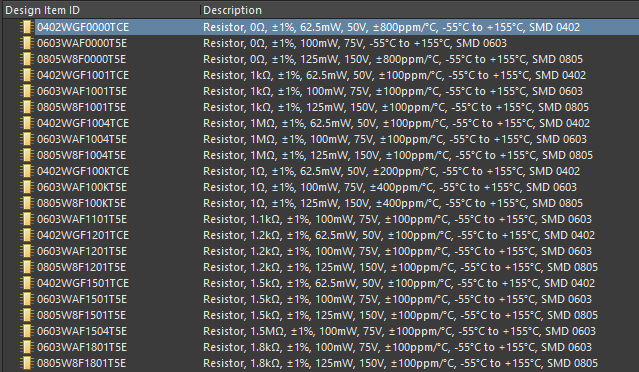 Design Item ID Description
0402WGF0000TCE Resistor, 0Ω, ±1%, 62.5mW, 50V, ±800ppm/°C, -55°C to +155°C, SMD 0402
0603WAF0000T5E Resistor, 0Ω, ±1%, 100mW, 75V, -55°C to +155°C, SMD 0603
0805W8F0000T5E Resistor, 0Ω, ±1%, 125mW, 150V, ±800ppm/°C, -55°C to +155°C, SMD 0805
0402WGF1001TCE Resistor, 1kΩ, ±1%, 62.5mW, 50V, ±100ppm/°C, -55°C to +155°C, SMD 0402
0603WAF1001T5E Resistor, 1kΩ, ±1%, 100mW, 75V, ±100ppm/°C, -55°C to +155°C, SMD 0603
0805W8F1001T5E Resistor, 1kΩ, ±1%, 125mW, 150V, ±100ppm/°C, -55°C to +155°C, SMD 0805
0402WGF1004TCE Resistor, 1MΩ, ±1%, 62.5mW, 50V, ±100ppm/°C, -55°C to +155°C, SMD 0402
0603WAF1004T5E Resistor, 1MΩ, ±1%, 100mW, 75V, ±100ppm/°C, -55°C to +155°C, SMD 0603
0805W8F1004T5E Resistor, 1MΩ, ±1%, 125mW, 150V, ±100ppm/°C, -55°C to +155°C, SMD 0805
0402WGF100KTCE Resistor, 1Ω, ±1%, 62.5mW, 50V, ±200ppm/°C, -55°C to +155°C, SMD 0402
0603WAF100KT5E Resistor, 1Ω, ±1%, 100mW, 75V, ±400ppm/°C, -55°C to +155°C, SMD 0603
0805W8F100KT5E Resistor, 1Ω, ±1%, 125mW, 150V, ±400ppm/°C, -55°C to +155°C, SMD 0805
0603WAF1101T5E Resistor, 1.1kΩ, ±1%, 100mW, 75V, ±100ppm/°C, -55°C to +155°C, SMD 0603
0402WGF1201TCE Resistor, 1.2kΩ, ±1%, 62.5mW, 50V, ±100ppm/°C, -55°C to +155°C, SMD 0402
0603WAF1201T5E Resistor, 1.2kΩ, ±1%, 100mW, 75V, ±100ppm/°C, -55°C to +155°C, SMD 0603
0805W8F1201T5E Resistor, 1.2kΩ, ±1%, 125mW, 150V, ±100ppm/°C, -55°C to +155°C, SMD 0805
0402WGF1501TCE Resistor, 1.5kΩ, ±1%, 62.5mW, 50V, ±100ppm/°C, -55°C to +155°C, SMD 0402
0603WAF1501T5E Resistor, 1.5kΩ, ±1%, 100mW, 75V, ±100ppm/°C, -55°C to +155°C, SMD 0603
0805W8F1501T5E Resistor, 1.5kΩ, ±1%, 125mW, 150V, ±100ppm/°C, -55°C to +155°C, SMD 0805
0603WAF1504T5E Resistor, 1.5MΩ, ±1%, 100mW, 75V, ±100ppm/°C, -55°C to +155°C, SMD 0603
0603WAF1801T5E Resistor, 1.8kΩ, ±1%, 100mW, 75V, ±100ppm/°C, -55°C to +155°C, SMD 0603
0805W8F1801T5E Resistor, 1.8kΩ, ±1%, 125mW, 150V, ±100ppm/°C, -55°C to +155°C, SMD 0805